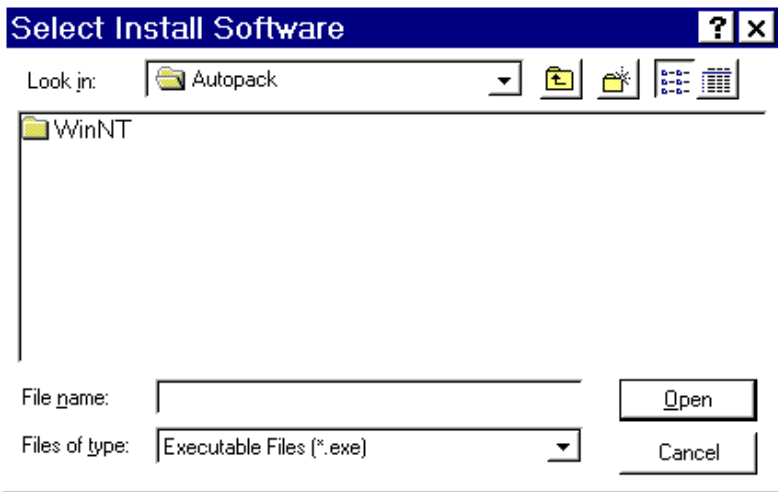 Select Install Software
Look in: Autopack
WinNT
File name: Open
Files of type: Executable Files (*.exe) Cancel